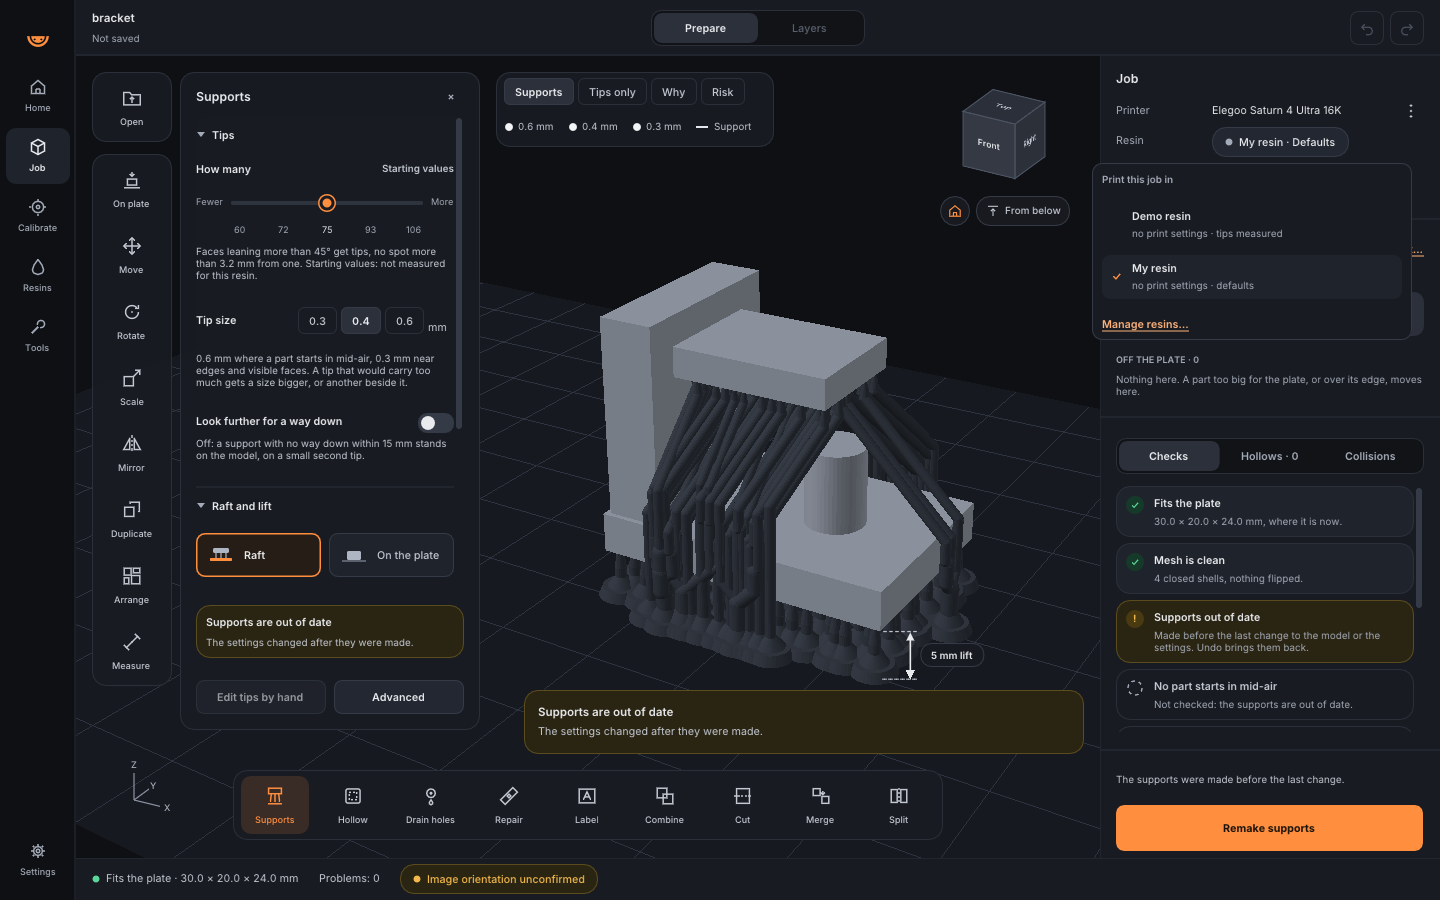 bracket
Not saved
Prepare
Layers
Home
Job
Calibrate
Resins
Tools
Settings
Open
On plate
Move
Rotate
Scale
Mirror
Duplicate
Arrange
Measure
Supports
×
Tips
How many
Starting values
Fewer
More
60 72 75 93 106
Faces leaning more than 45° get tips, no spot more
than 3.2 mm from one. Starting values: not measured
for this resin.
Tip size
0.3
0.4
0.6
mm
0.6 mm where a part starts in mid-air, 0.3 mm near
edges and visible faces. A tip that would carry too
much gets a size bigger, or another beside it.
Look further for a way down
Off: a support with no way down within 15 mm stands
on the model, on a small second tip.
Raft and lift
Raft
On the plate
Supports are out of date
The settings changed after they were made.
Edit tips by hand
Advanced
Supports
Tips only
Why
Risk
0.6 mm
0.4 mm
0.3 mm
Support
Top
Front
Right
From below
5 mm lift
Supports are out of date
The settings changed after they were made.
Z
Y
X
Supports
Hollow
Drain holes
Repair
Label
Combine
Cut
Merge
Split
Job
Printer
Elegoo Saturn 4 Ultra 16K
Resin
My resin · Defaults
Print this job in
Demo resin
no print settings · tips measured
My resin
no print settings · defaults
Manage resins...
OFF THE PLATE · 0
Nothing here. A part too big for the plate, or over its edge, moves
here.
Checks
Hollows · 0
Collisions
Fits the plate
30.0 × 20.0 × 24.0 mm, where it is now.
Mesh is clean
4 closed shells, nothing flipped.
Supports out of date
Made before the last change to the model or the
settings. Undo brings them back.
No part starts in mid-air
Not checked: the supports are out of date.
The supports were made before the last change.
Remake supports
Fits the plate · 30.0 × 20.0 × 24.0 mm
Problems: 0
Image orientation unconfirmed